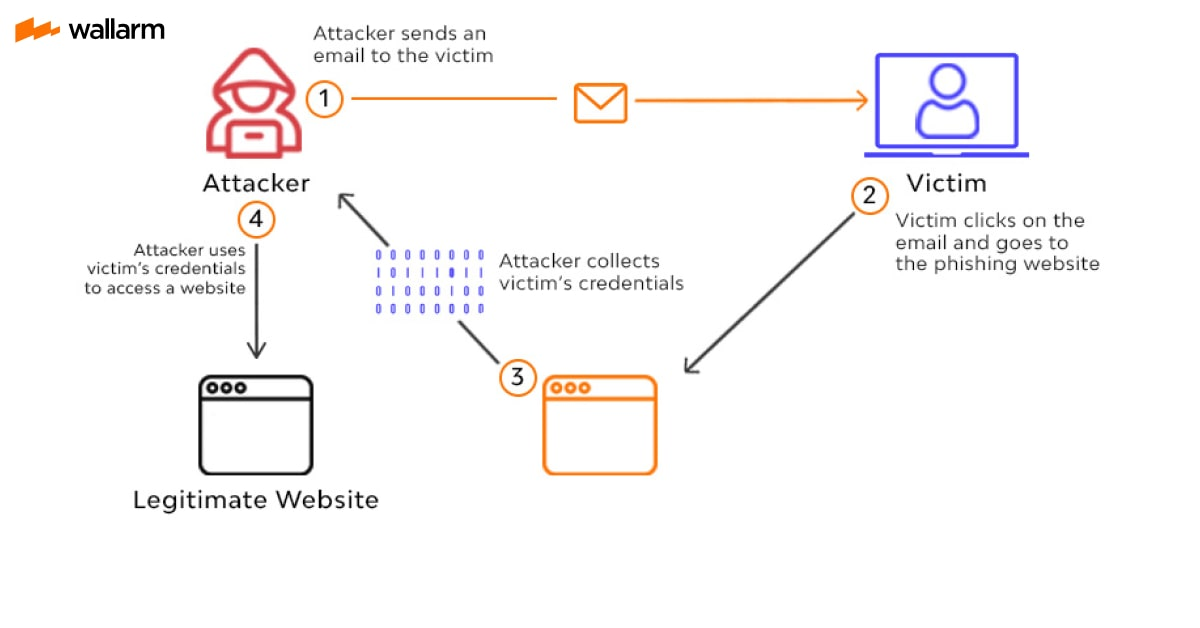 wallarm
Attacker sends an
email to the victim
1
Attacker
2
Victim
Victim clicks on the
email and goes to
the phishing website
4
Attacker uses
victim's credentials
to access a website
0 0 0 0 0 0 0 0
1 0 1 1 1 0 1 1
0 1 0 0 0 1 0 0
0 0 0 0 0 0 0 0
Attacker collects
victim's credentials
3
Legitimate Website